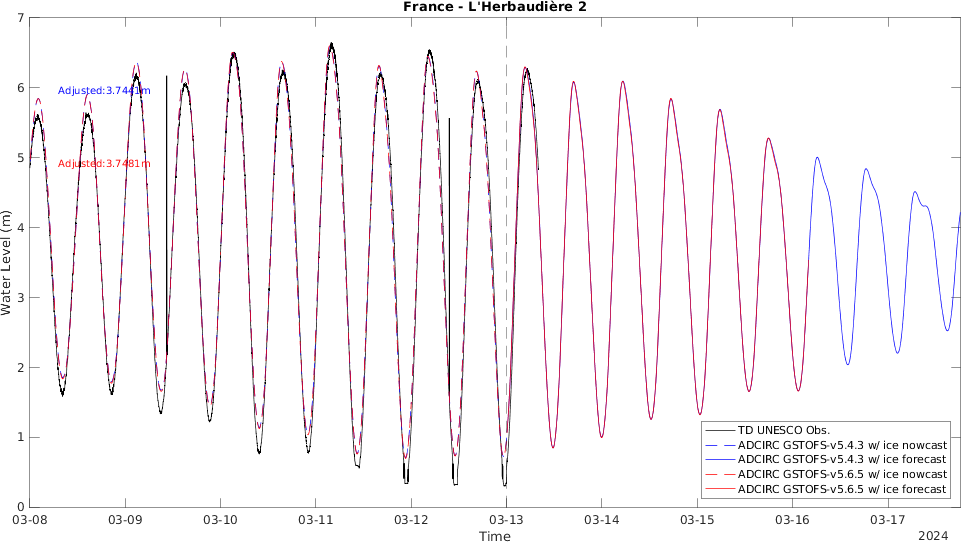 France - L'Herbaudière 2
7
6
5
4
3
2
1
0
Water Level (m)
Adjusted:3.7441m
Adjusted:3.7481m
TD UNESCO Obs.
ADCIRC GSTOFS-v5.4.3 w/ ice nowcast
ADCIRC GSTOFS-v5.4.3 w/ ice forecast
ADCIRC GSTOFS-v5.6.5 w/ ice nowcast
ADCIRC GSTOFS-v5.6.5 w/ ice forecast
03-08 03-09 03-10 03-11 03-12 03-13 03-14 03-15 03-16 03-17
Time
2024